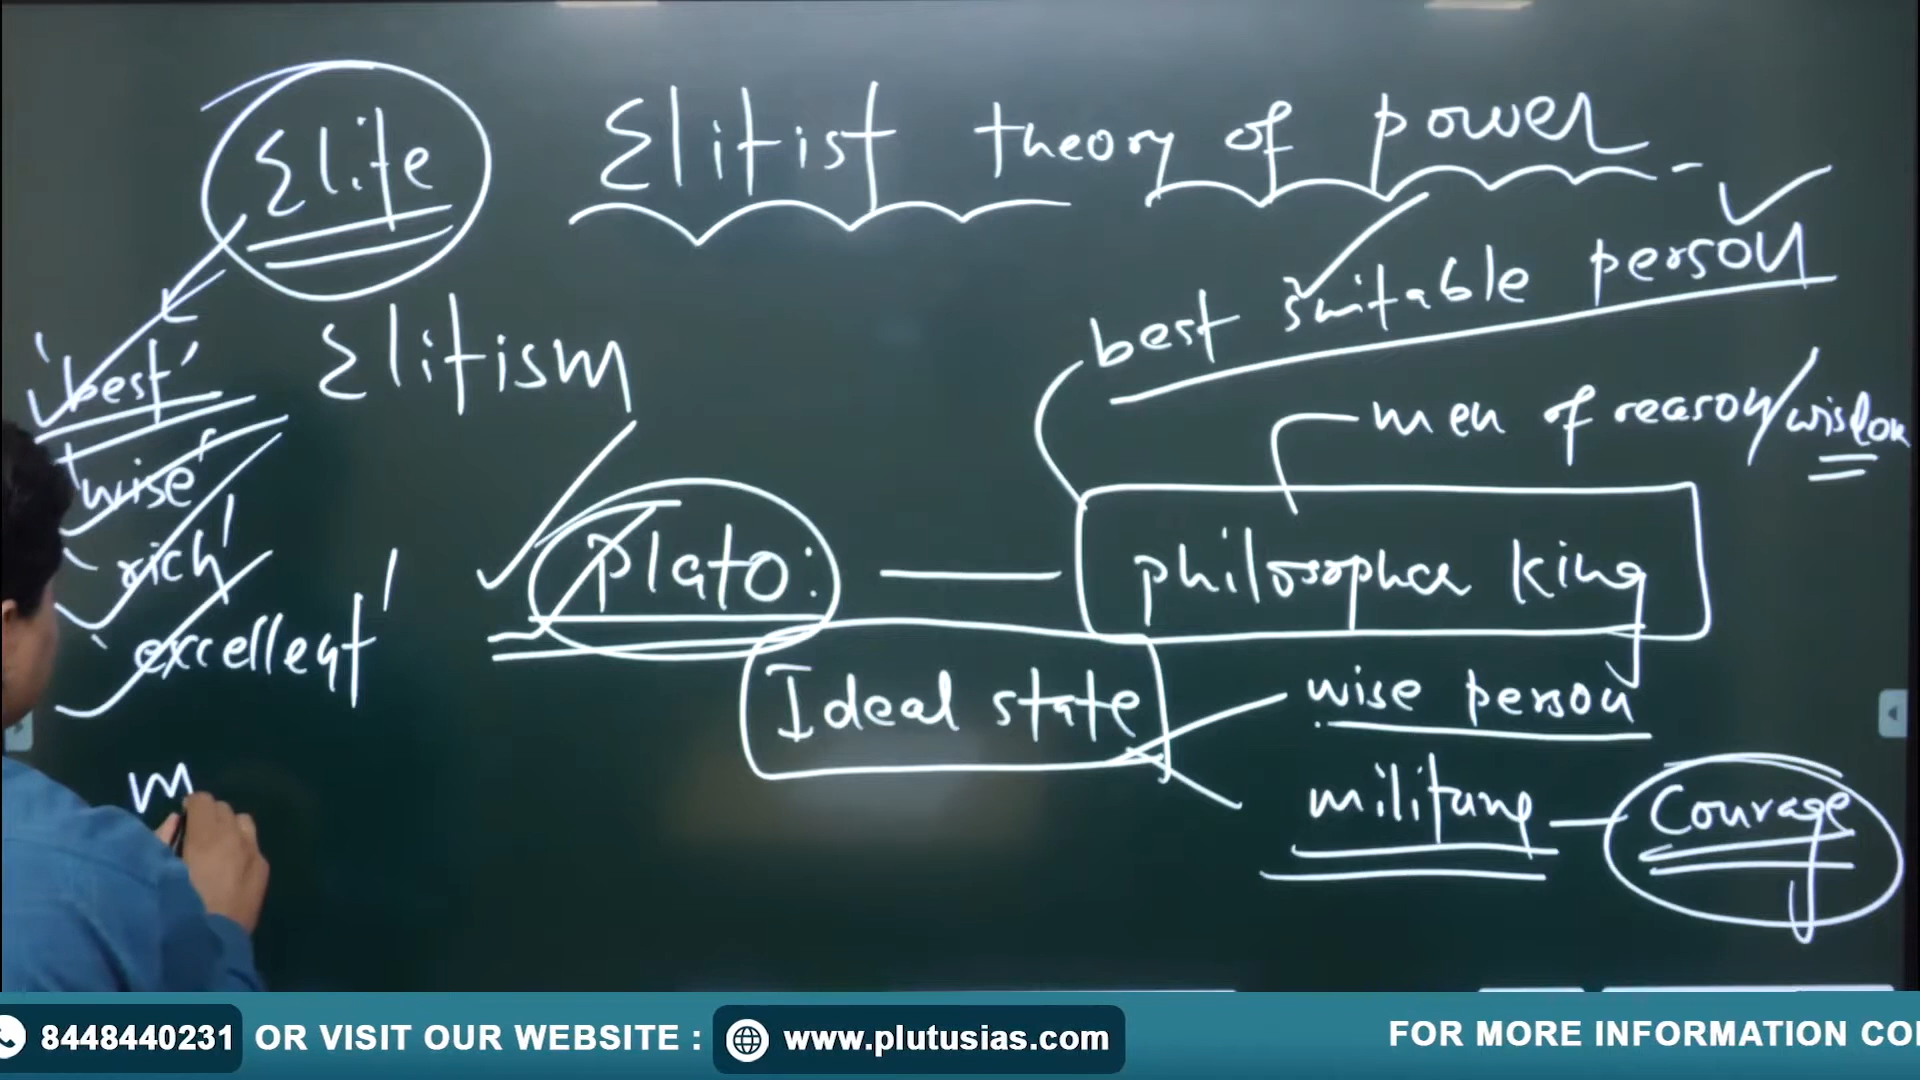 Elite
Elitist theory of power
best suitable person
'best'
Elitism
men of reason/wisdom
'wise'
'rich'
Plato:
philosopher king
'excellent'
Ideal state
wise person
military
Courage
m
8448440231 OR VISIT OUR WEBSITE : www.plutusias.com
FOR MORE INFORMATION CO